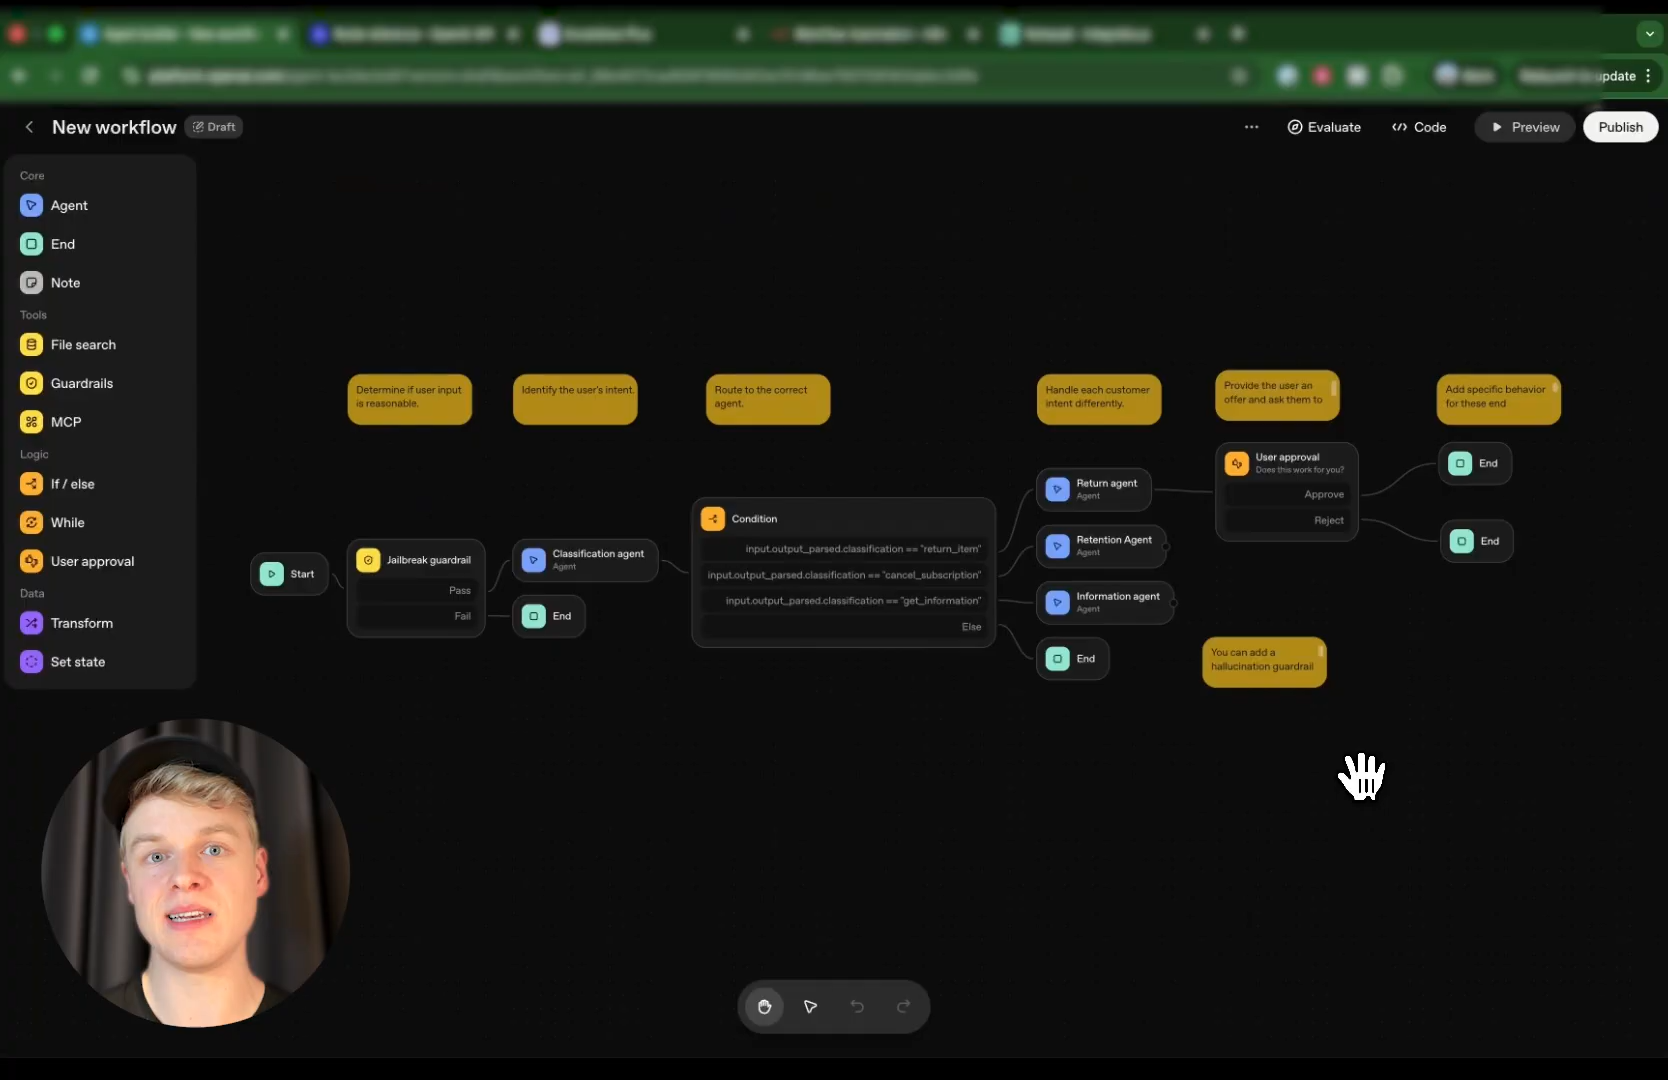 update
New workflow
Draft
Evaluate
Code
Preview
Publish
Core
Agent
End
Note
Tools
File search
Guardrails
MCP
Logic
If / else
While
User approval
Data
Transform
Set state
Determine if user input
is reasonable.
Identify the user's intent.
Route to the correct
agent.
Handle each customer
intent differently.
Provide the user an
offer and ask them to
Add specific behavior
for these end
Start
Jailbreak guardrail
Pass
Fail
Classification agent
Agent
End
Condition
input.output_parsed.classification == "return_item"
input.output_parsed.classification == "cancel_subscription"
input.output_parsed.classification == "get_information"
Else
Return agent
Agent
Retention Agent
Agent
Information agent
Agent
End
User approval
Does this work for you?
Approve
Reject
End
End
You can add a
hallucination guardrail